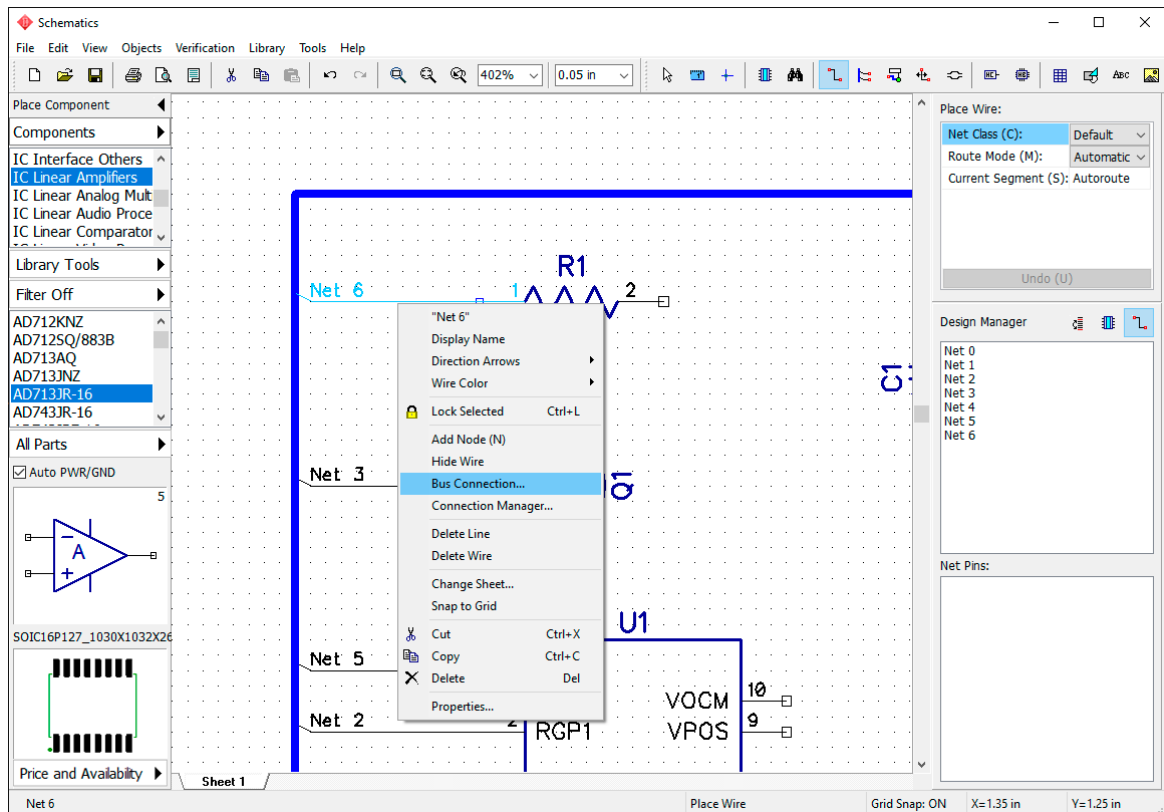 Schematics
File Edit View Objects Verification Library Tools Help
402% 0.05 in ABC
Place Component
Components
IC Interface Others
IC Linear Amplifiers
IC Linear Analog Mult
IC Linear Audio Proce
IC Linear Comparator
Library Tools
Filter Off
AD712KNZ
AD712SQ/883B
AD713AQ
AD713JNZ
AD713JR-16
AD743JR-16
All Parts
Auto PWR/GND
5
A
SOIC16P127_1030X1032X26
Price and Availability
R1
Net 6 1 2
C1
Net 3
Q1
U1
Net 5
VOCM 10
Net 2 2 RGP1 VPOS 9
"Net 6"
Display Name
Direction Arrows
Wire Color
Lock Selected Ctrl+L
Add Node (N)
Hide Wire
Bus Connection...
Connection Manager...
Delete Line
Delete Wire
Change Sheet...
Snap to Grid
Cut Ctrl+X
Copy Ctrl+C
Delete Del
Properties...
Sheet 1
Place Wire:
Net Class (C): Default
Route Mode (M): Automatic
Current Segment (S): Autoroute
Undo (U)
Design Manager
Net 0
Net 1
Net 2
Net 3
Net 4
Net 5
Net 6
Net Pins:
Net 6 Place Wire Grid Snap: ON X=1.35 in Y=1.25 in